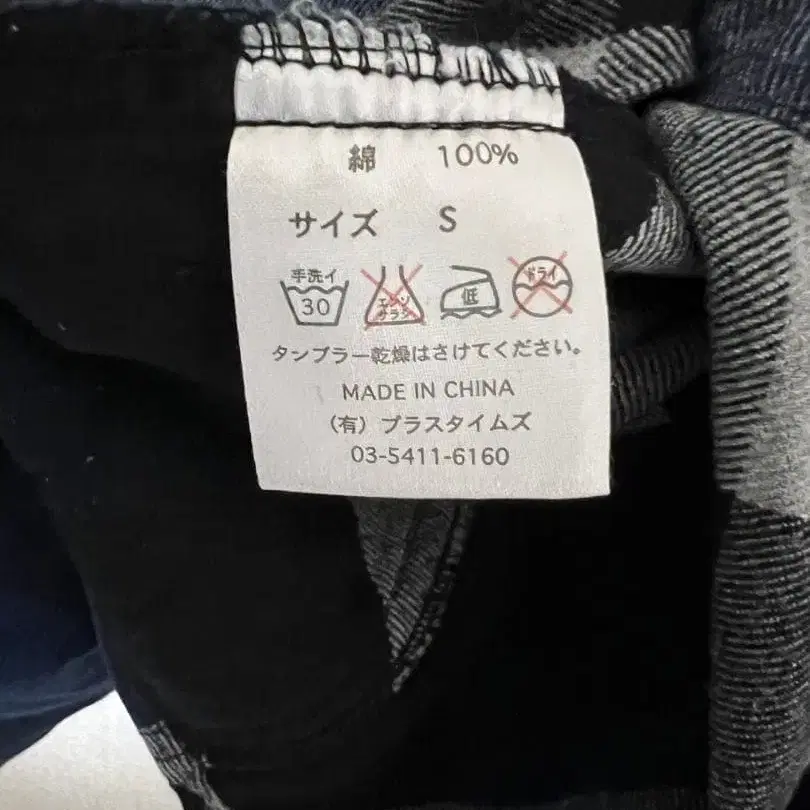 綿 100%
サイズ S
手洗イ 30 エンソ サラシ 低 ドライ
タンブラー乾燥はさけてください。
MADE IN CHINA
(有) プラスタイムズ
03-5411-6160